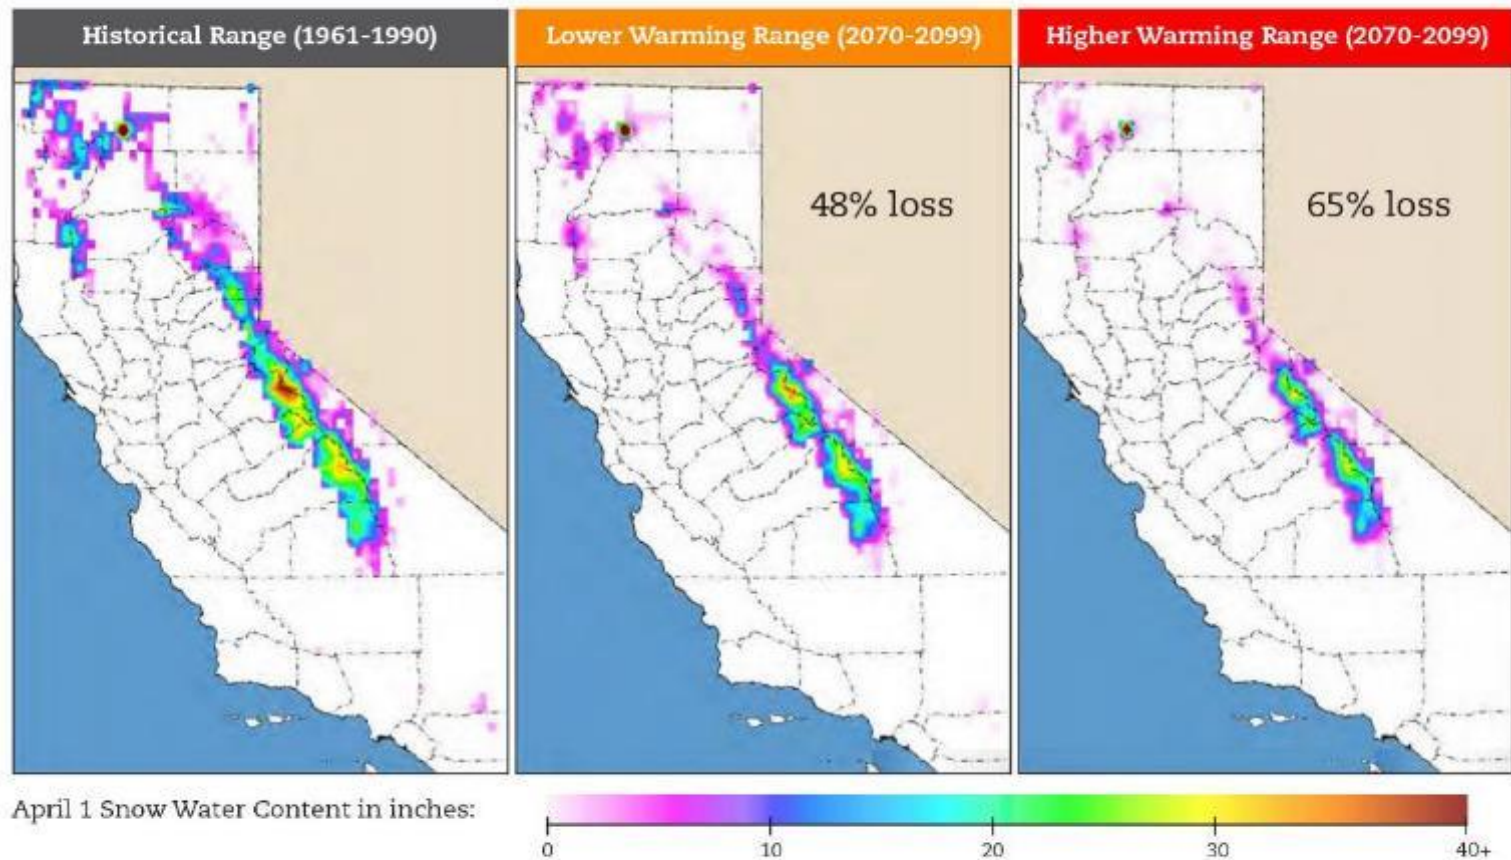 Historical Range (1961-1990)
Lower Warming Range (2070-2099)
Higher Warming Range (2070-2099)
48% loss
65% loss
April 1 Snow Water Content in inches:
0
10
20
30
40+